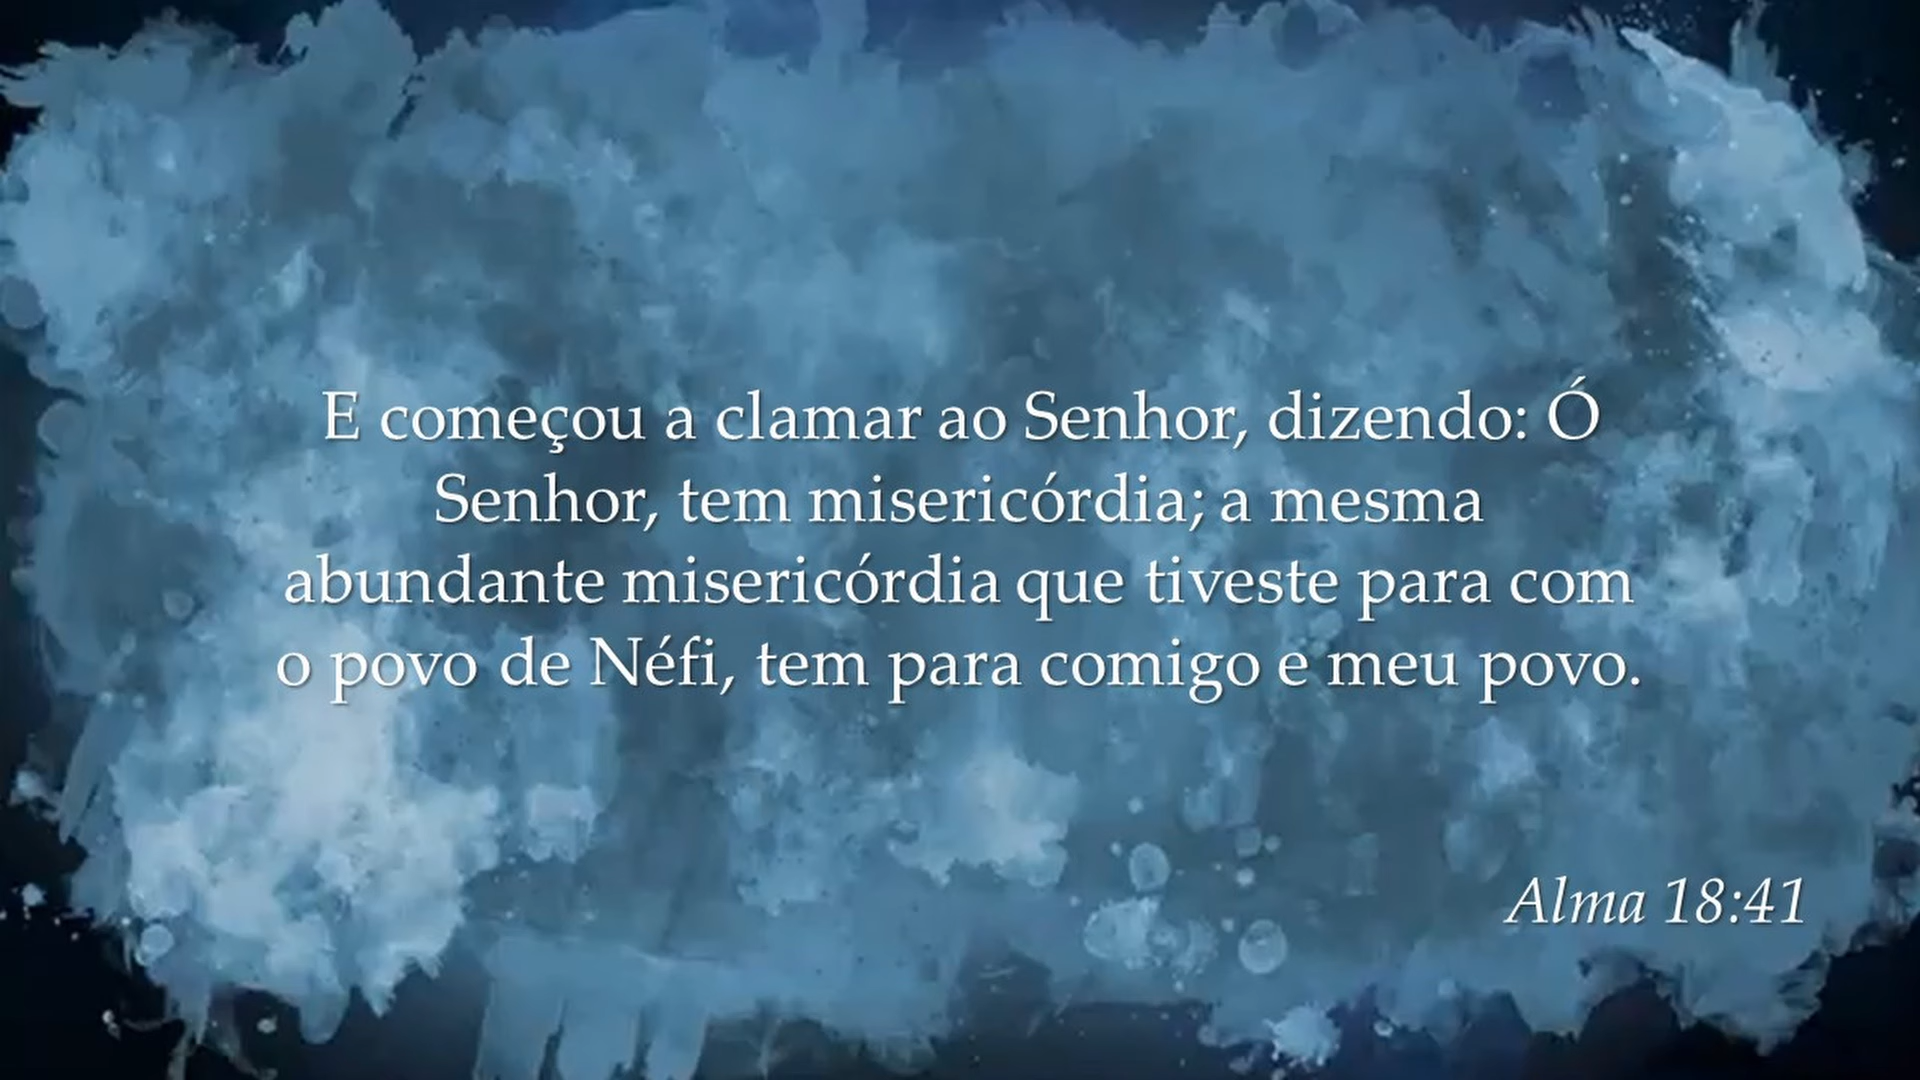 E começou a clamar ao Senhor, dizendo: Ó
Senhor, tem misericórdia; a mesma
abundante misericórdia que tiveste para com
o povo de Néfi, tem para comigo e meu povo.
Alma 18:41